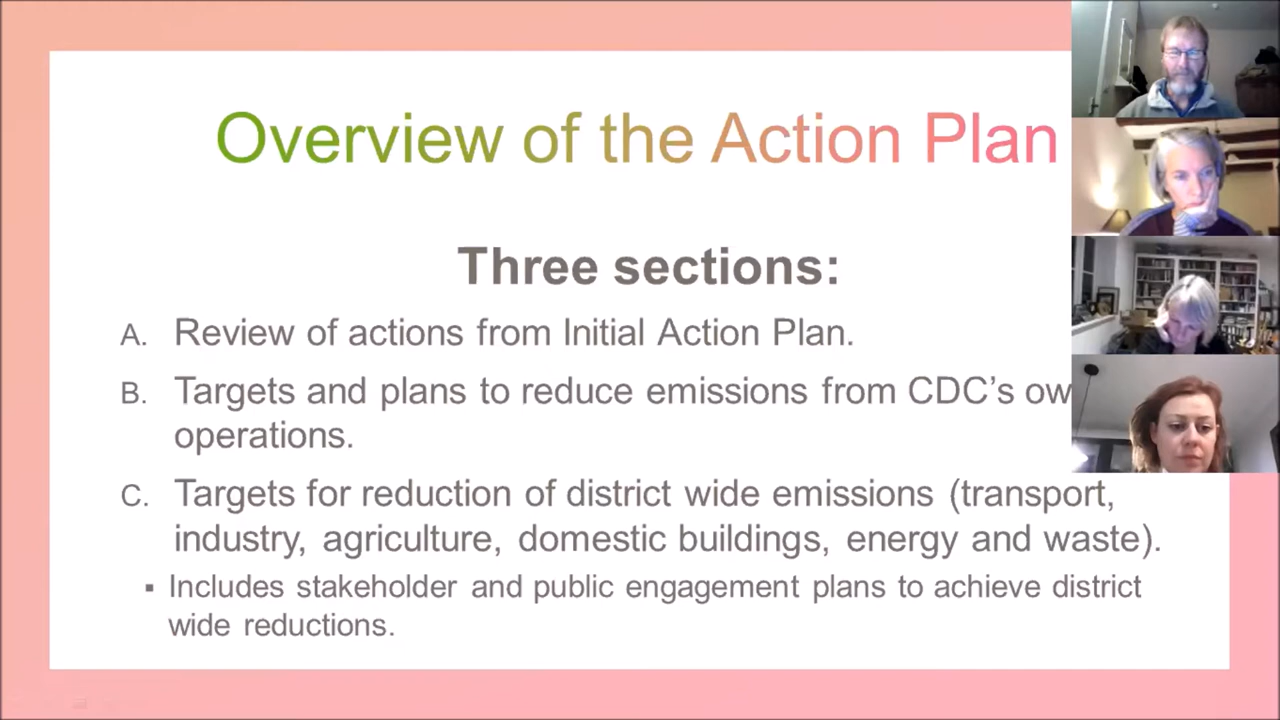 Overview of the Action Plan
Three sections:
A. Review of actions from Initial Action Plan.
B. Targets and plans to reduce emissions from CDC’s
operations.
C. Targets for reduction of district wide emissions (transport,
industry, agriculture, domestic buildings, energy and waste).
▪ Includes stakeholder and public engagement plans to achieve district
wide reductions.